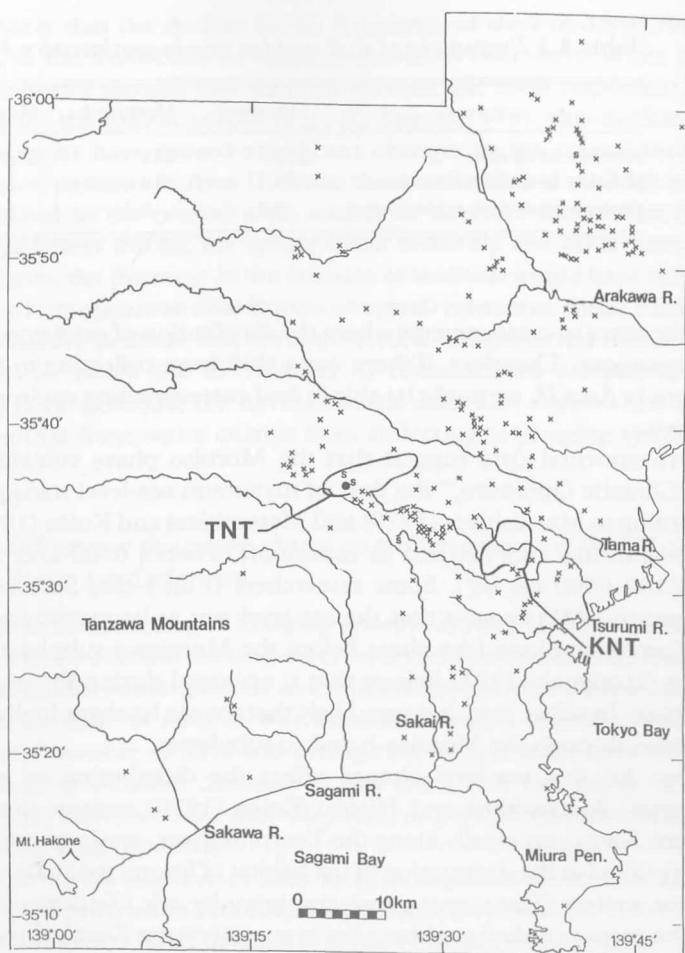 36°00'
35°50'
Arakawa R.
35°40'
S
S
TNT
Tama R.
35°30'
Tanzawa Mountains
Tsurumi R.
KNT
Sakai R.
Tokyo Bay
35°20'
Sagami R.
Sakawa R.
Mt. Hakone
Sagami Bay
Miura Pen.
0 10km
35°10'
139°00' 139°15' 139°30' 139°45'